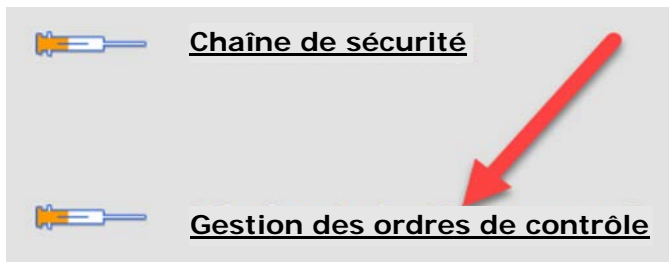 Chaîne de sécurité
Gestion des ordres de contrôle